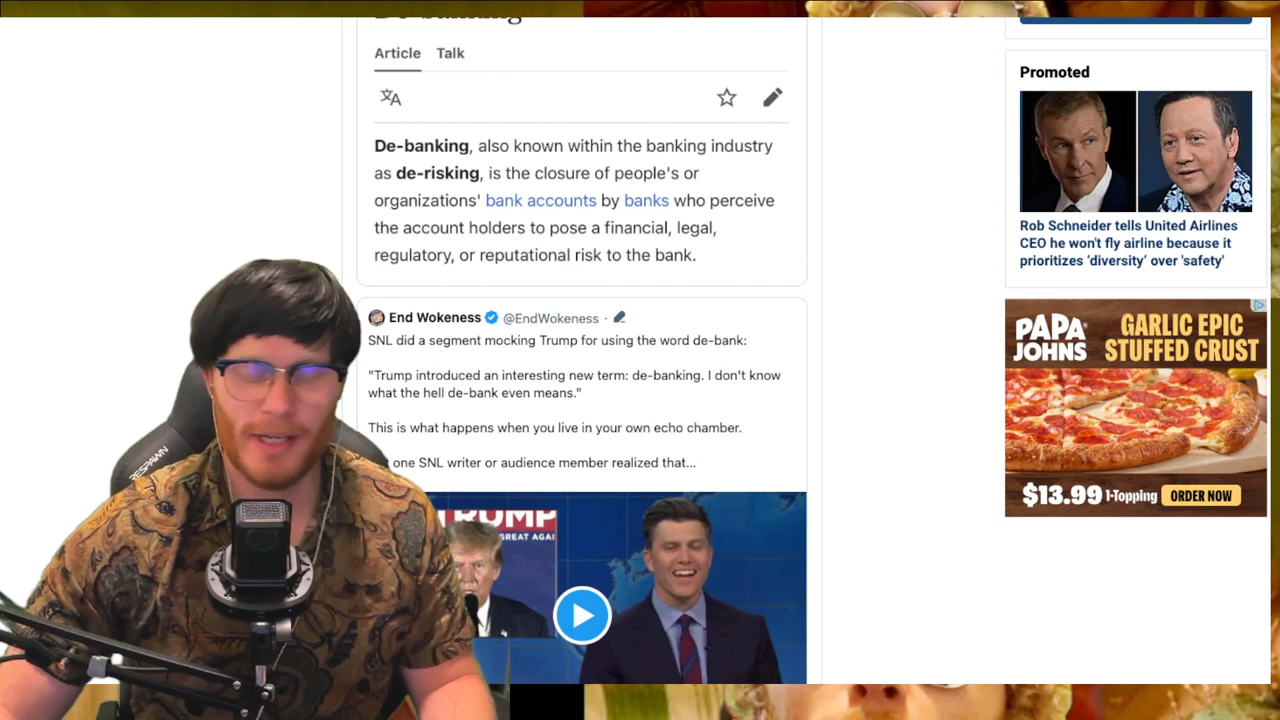 De-banking
Article Talk
De-banking, also known within the banking industry
as de-risking, is the closure of people's or
organizations' bank accounts by banks who perceive
the account holders to pose a financial, legal,
regulatory, or reputational risk to the bank.
End Wokeness @EndWokeness ·
SNL did a segment mocking Trump for using the word de-bank:
"Trump introduced an interesting new term: de-banking. I don't know
what the hell de-bank even means."
This is what happens when you live in your own echo chamber.
one SNL writer or audience member realized that...
TRUMP
GREAT AGAI
RESPAWN
Promoted
Rob Schneider tells United Airlines
CEO he won't fly airline because it
prioritizes 'diversity' over 'safety'
PAPA JOHNS
GARLIC EPIC
STUFFED CRUST
$13.99 1-Topping ORDER NOW